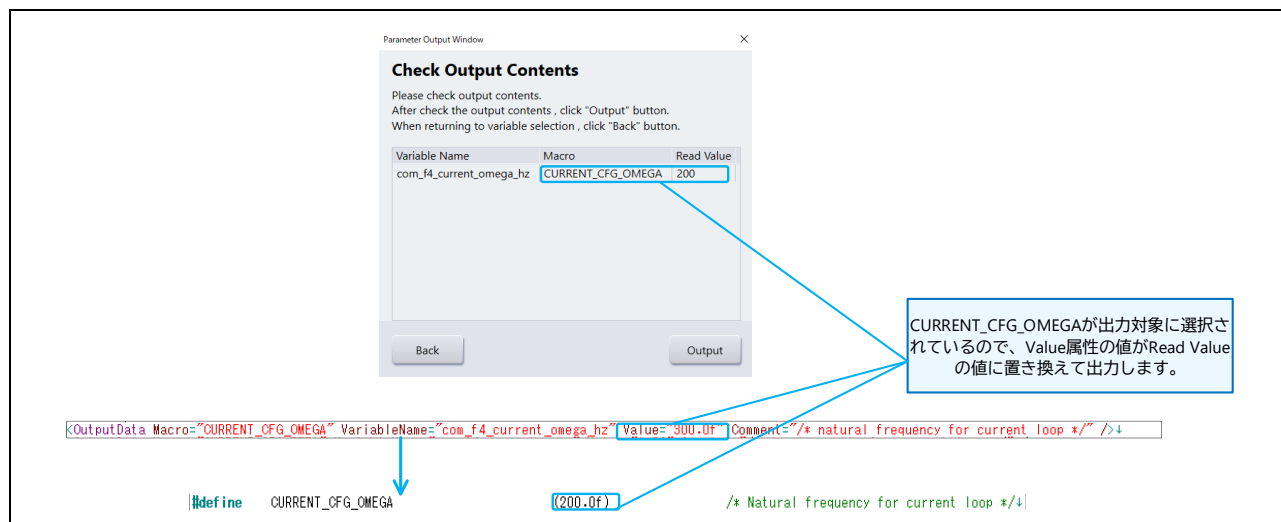 Parameter Output Window ×
Check Output Contents
Please check output contents.
After check the output contents , click "Output" button.
When returning to variable selection , click "Back" button.
Variable Name Macro Read Value
com_f4_current_omega_hz CURRENT_CFG_OMEGA 200
Back Output
CURRENT_CFG_OMEGAが出力対象に選択さ
れているので、Value属性の値がRead Value
の値に置き換えて出力します。
<OutputData Macro="CURRENT_CFG_OMEGA" VariableName="com_f4_current_omega_hz" Value="300.0f" Comment="/* natural frequency for current loop */" />↓
#define CURRENT_CFG_OMEGA (200.0f) /* Natural frequency for current loop */↓